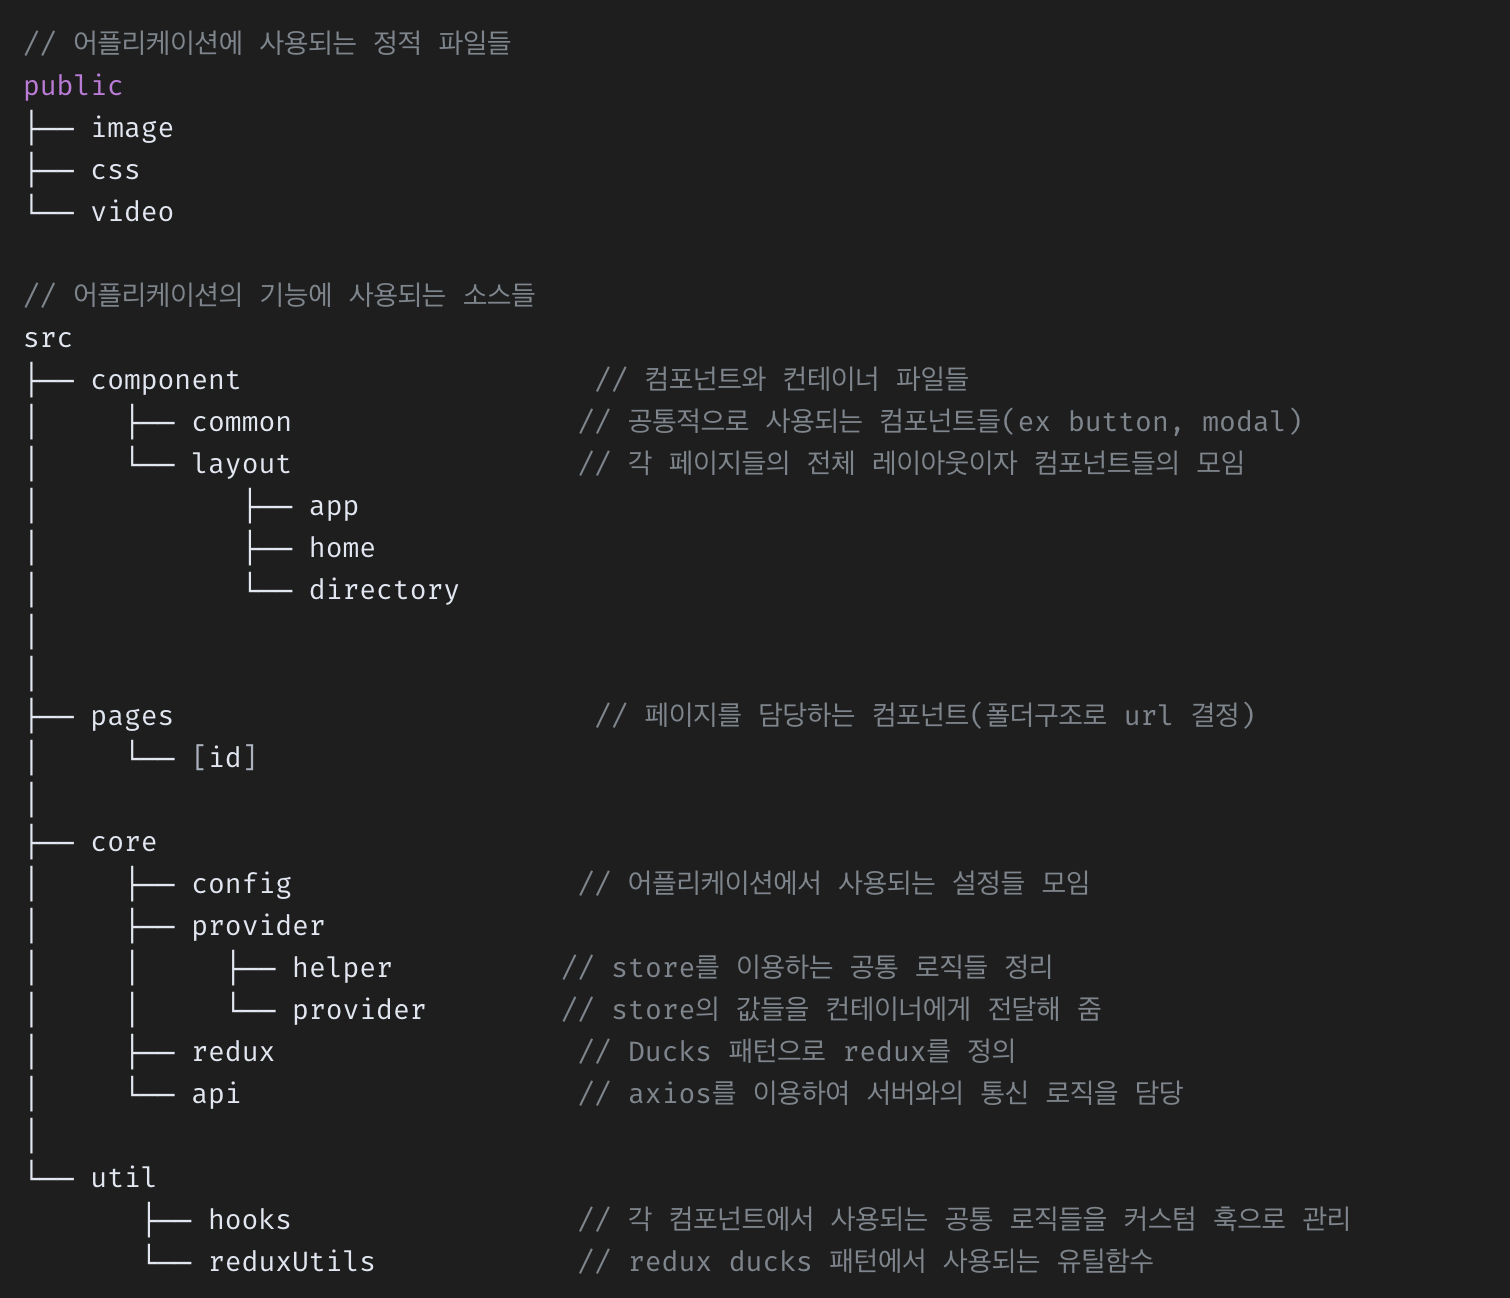 // 어플리케이션에 사용되는 정적 파일들
public
├── image
├── css
└── video
// 어플리케이션의 기능에 사용되는 소스들
src
├── component // 컴포넌트와 컨테이너 파일들
│ ├── common // 공통적으로 사용되는 컴포넌트들(ex button, modal)
│ └── layout // 각 페이지들의 전체 레이아웃이자 컴포넌트들의 모임
│ ├── app
│ ├── home
│ └── directory
│
│
├── pages // 페이지를 담당하는 컴포넌트(폴더구조로 url 결정)
│ └── [id]
│
├── core
│ ├── config // 어플리케이션에서 사용되는 설정들 모임
│ ├── provider
│ │ ├── helper // store를 이용하는 공통 로직들 정리
│ │ └── provider // store의 값들을 컨테이너에게 전달해 줌
│ ├── redux // Ducks 패턴으로 redux를 정의
│ └── api // axios를 이용하여 서버와의 통신 로직을 담당
│
└── util
├── hooks // 각 컴포넌트에서 사용되는 공통 로직들을 커스텀 훅으로 관리
└── reduxUtils // redux ducks 패턴에서 사용되는 유틸함수